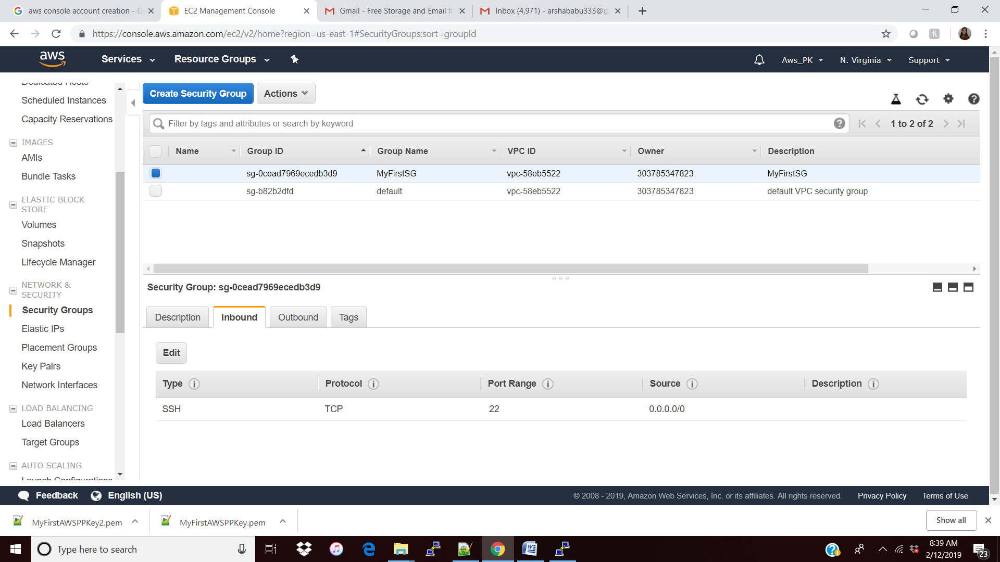 aws console account creation - G
EC2 Management Console
Gmail - Free Storage and Email fr
Inbox (4,971) - arshababu333@g
https://console.aws.amazon.com/ec2/v2/home?region=us-east-1#SecurityGroups:sort=groupId
aws
Services
Resource Groups
Aws_PK
N. Virginia
Support
Dedicated Hosts
Scheduled Instances
Capacity Reservations
IMAGES
AMIs
Bundle Tasks
ELASTIC BLOCK
STORE
Volumes
Snapshots
Lifecycle Manager
NETWORK &
SECURITY
Security Groups
Elastic IPs
Placement Groups
Key Pairs
Network Interfaces
LOAD BALANCING
Load Balancers
Target Groups
AUTO SCALING
Launch Configurations
Create Security Group
Actions
Filter by tags and attributes or search by keyword
1 to 2 of 2
Name Group ID Group Name VPC ID Owner Description
sg-0cead7969ecedb3d9 MyFirstSG vpc-58eb5522 303785347823 MyFirstSG
sg-b82b2dfd default vpc-58eb5522 303785347823 default VPC security group
Security Group: sg-0cead7969ecedb3d9
Description Inbound Outbound Tags
Edit
Type Protocol Port Range Source Description
SSH TCP 22 0.0.0.0/0
Feedback
English (US)
© 2008 - 2019, Amazon Web Services, Inc. or its affiliates. All rights reserved.
Privacy Policy
Terms of Use
MyFirstAWSPPKey2.pem
MyFirstAWSPPKey.pem
Show all
Type here to search
8:39 AM
2/12/2019
23